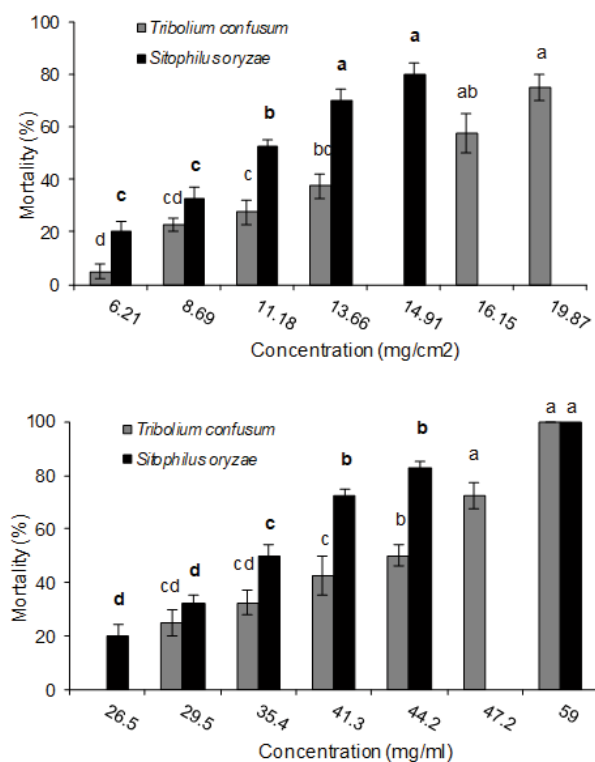 100
80
60
40
20
0
Mortality (%)
Tribolium confusum
Sitophilus oryzae
d
c
cd
c
c
b
bc
a
a
ab
a
6.21
8.69
11.18
13.66
14.91
16.15
19.87
Concentration (mg/cm2)
100
80
60
40
20
0
Mortality (%)
Tribolium confusum
Sitophilus oryzae
d
cd
d
cd
c
c
b
b
b
a
a a
26.5
29.5
35.4
41.3
44.2
47.2
59
Concentration (mg/ml)